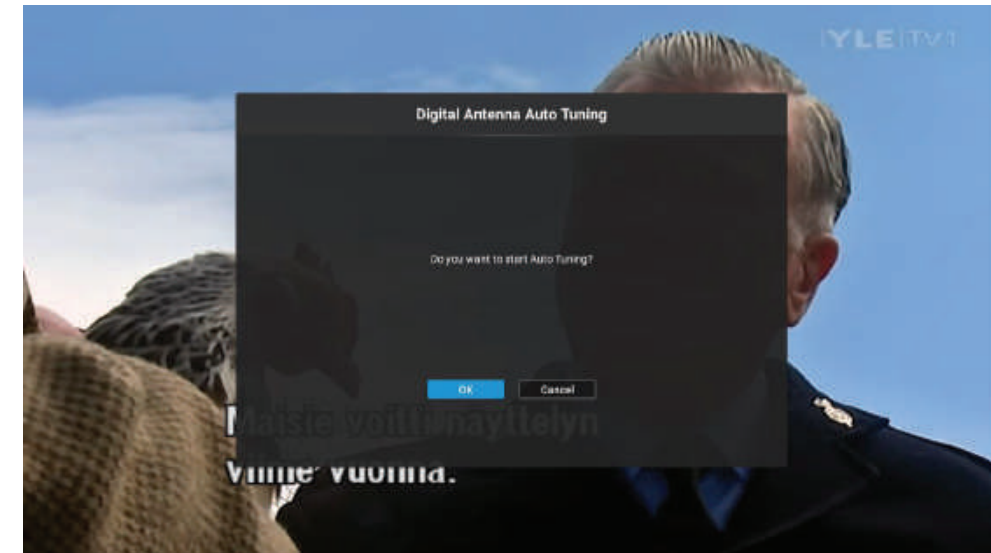 YLE TV1
Digital Antenna Auto Tuning
Do you want to start Auto Tuning?
OK
Cancel
Maisie voitti näyttelyn
viime vuonna.